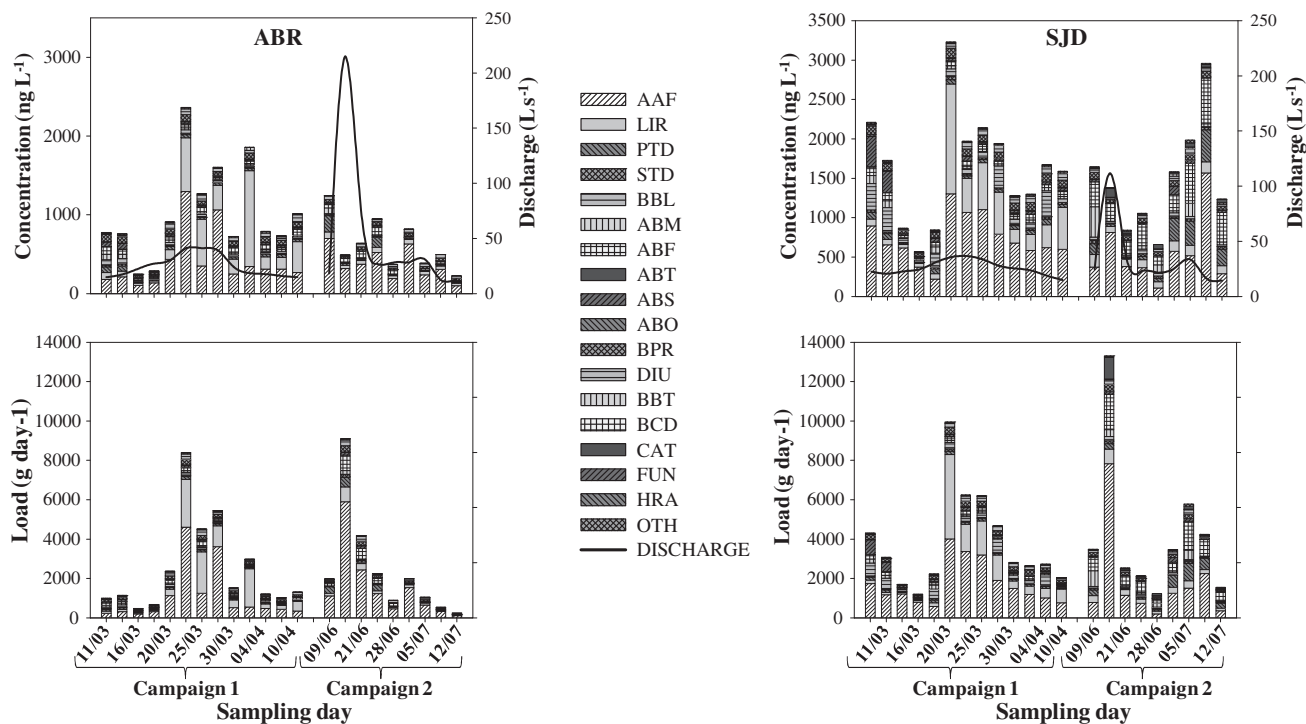 ABR
Concentration (ng L-1)
3000
2000
1000
0
250
200
150
100
50
0
Discharge (L s-1)
AAF
LIR
PTD
STD
BBL
ABM
ABF
ABT
ABS
ABO
BPR
DIU
BBT
BCD
CAT
FUN
HRA
OTH
DISCHARGE
SJD
Concentration (ng L-1)
3500
3000
2500
2000
1500
1000
500
0
250
200
150
100
50
0
Discharge (L s-1)
Load (g day-1)
14000
12000
10000
8000
6000
4000
2000
0
11/03
16/03
20/03
25/03
30/03
04/04
10/04
09/06
21/06
28/06
05/07
12/07
Campaign 1
Campaign 2
Sampling day
Load (g day-1)
14000
12000
10000
8000
6000
4000
2000
0
11/03
16/03
20/03
25/03
30/03
04/04
10/04
09/06
21/06
28/06
05/07
12/07
Campaign 1
Campaign 2
Sampling day